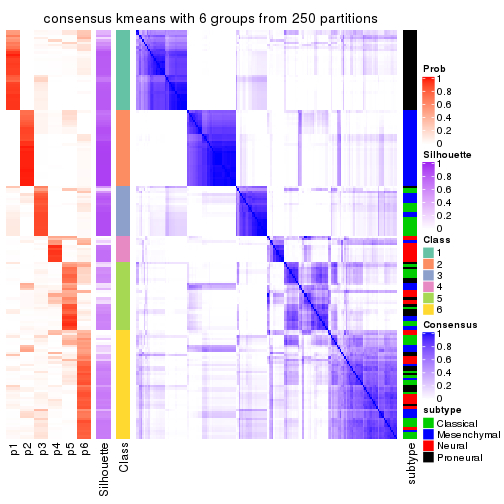 consensus kmeans with 6 groups from 250 partitions
Prob
1
0.8
0.6
0.4
0.2
0
Silhouette
1
0.8
0.6
0.4
0.2
0
Class
1
2
3
4
5
6
Consensus
1
0.8
0.6
0.4
0.2
0
subtype
Classical
Mesenchymal
Neural
Proneural
p1
p2
p3
p4
p5
p6
Silhouette
Class
subtype